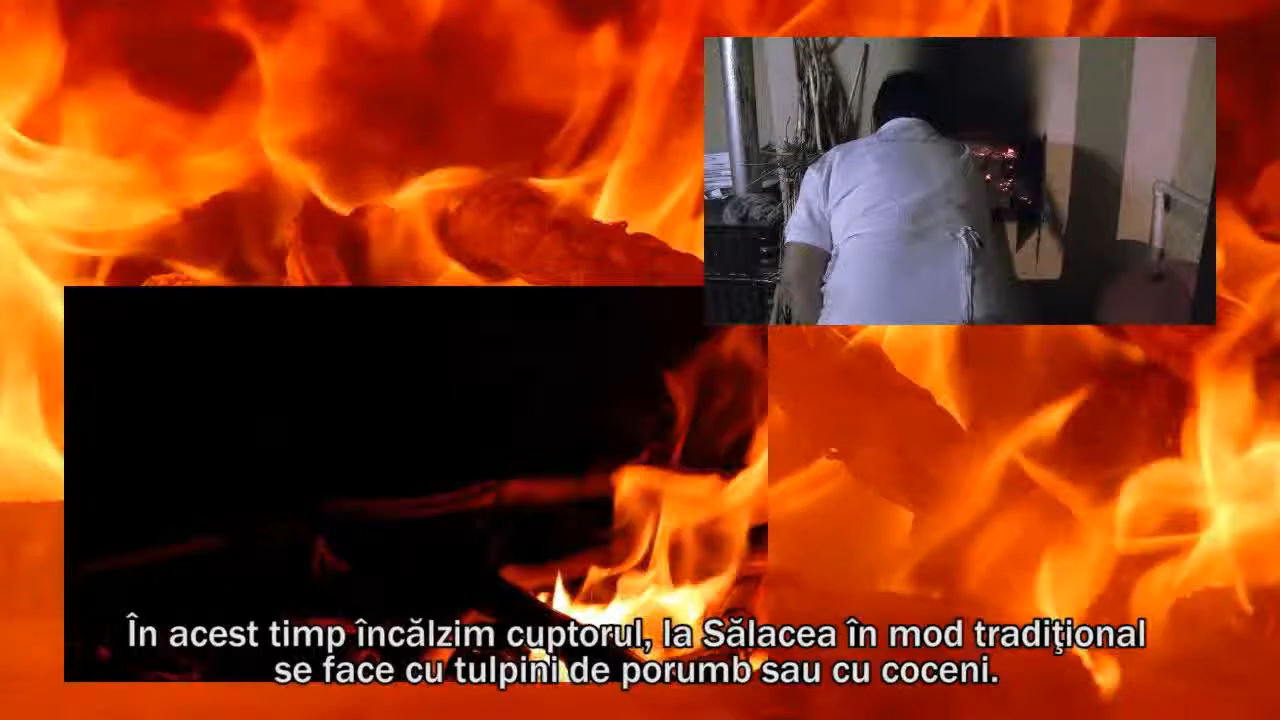 În acest timp încălzim cuptorul, la Sălacea în mod tradiţional
se face cu tulpini de porumb sau cu coceni.